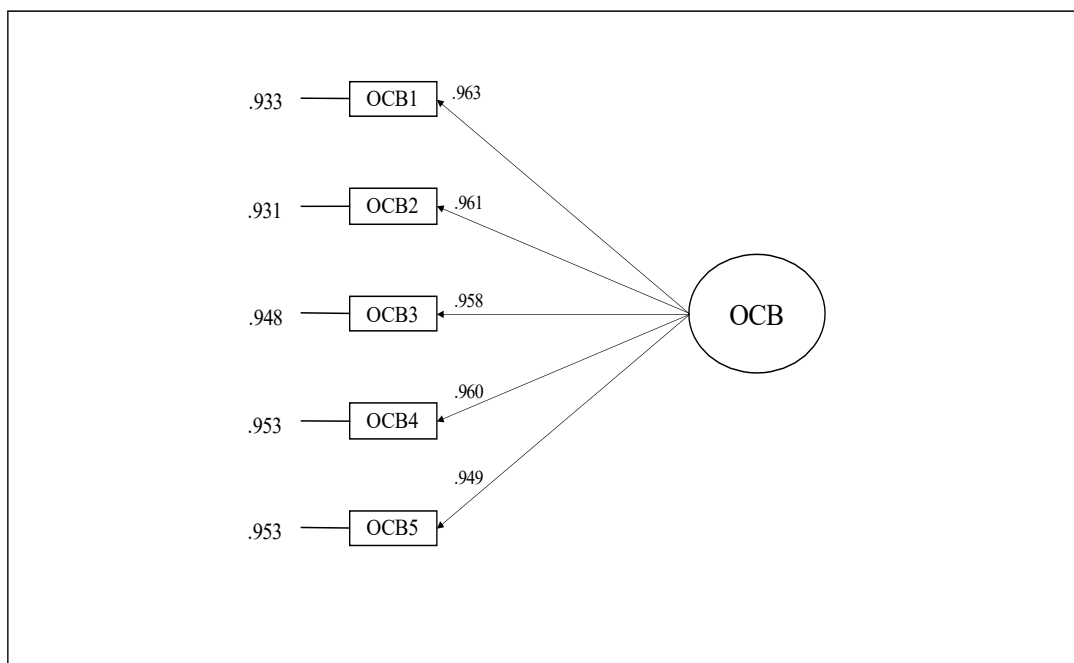 .933 OCB1 .963
.931 OCB2 .961
.948 OCB3 .958
OCB
.953 OCB4 .960
.953 OCB5 .949